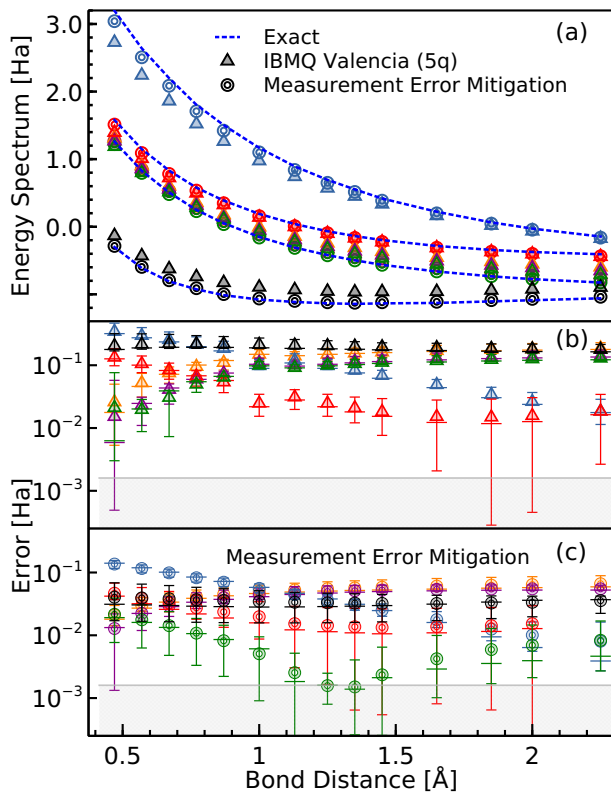 (a)
Exact
IBMQ Valencia (5q)
Measurement Error Mitigation
Energy Spectrum [Ha]
3.0
2.0
1.0
0.0
(b)
10⁻¹
10⁻²
10⁻³
Error [Ha]
(c)
Measurement Error Mitigation
10⁻¹
10⁻²
10⁻³
0.5 1 1.5 2
Bond Distance [Å]